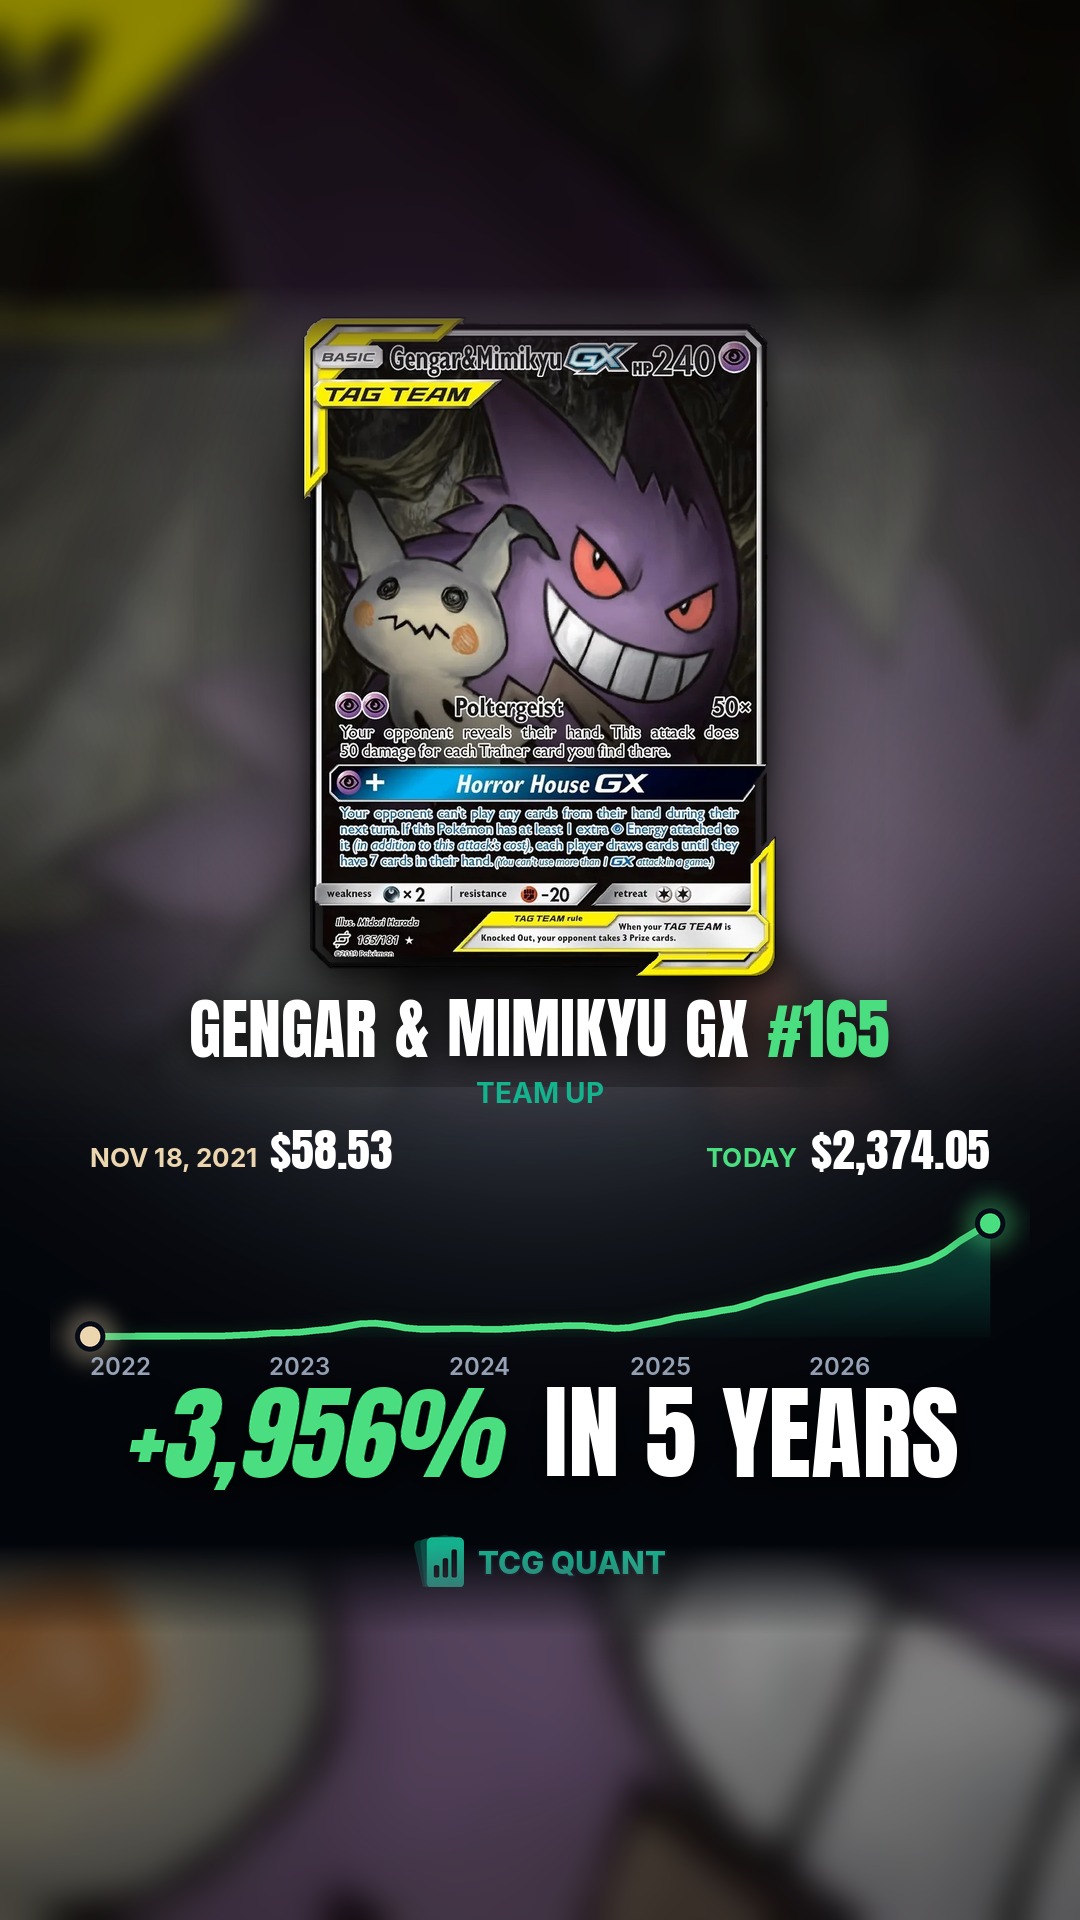 BASIC Gengar&Mimikyu GX HP 240
TAG TEAM
Poltergeist 50×
Your opponent reveals their hand. This attack does
50 damage for each Trainer card you find there.
+ Horror House GX
Your opponent can't play any cards from their hand during their
next turn. If this Pokémon has at least 1 extra Energy attached to
it (in addition to this attack's cost), each player draws cards until they
have 7 cards in their hand. (You can't use more than 1 GX attack in a game.)
weakness ×2 resistance -20 retreat
Illus. Midori Harada
165/181
©2019 Pokémon
TAG TEAM rule
When your TAG TEAM is
Knocked Out, your opponent takes 3 Prize cards.
GENGAR & MIMIKYU GX #165
TEAM UP
NOV 18, 2021 $58.53
TODAY $2,374.05
2022 2023 2024 2025 2026
+3,956% IN 5 YEARS
TCG QUANT